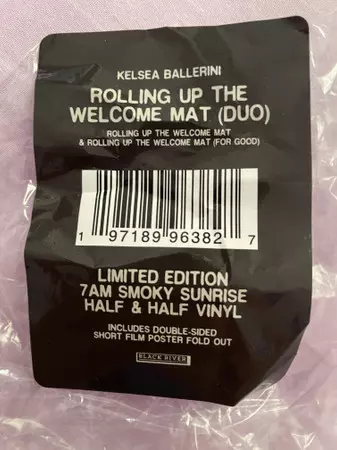 KELSEA BALLERINI
ROLLING UP THE
WELCOME MAT (DUO)
ROLLING UP THE WELCOME MAT
& ROLLING UP THE WELCOME MAT (FOR GOOD)
1 97189 96382 7
LIMITED EDITION
7AM SMOKY SUNRISE
HALF & HALF VINYL
INCLUDES DOUBLE-SIDED
SHORT FILM POSTER FOLD OUT
BLACK RIVER